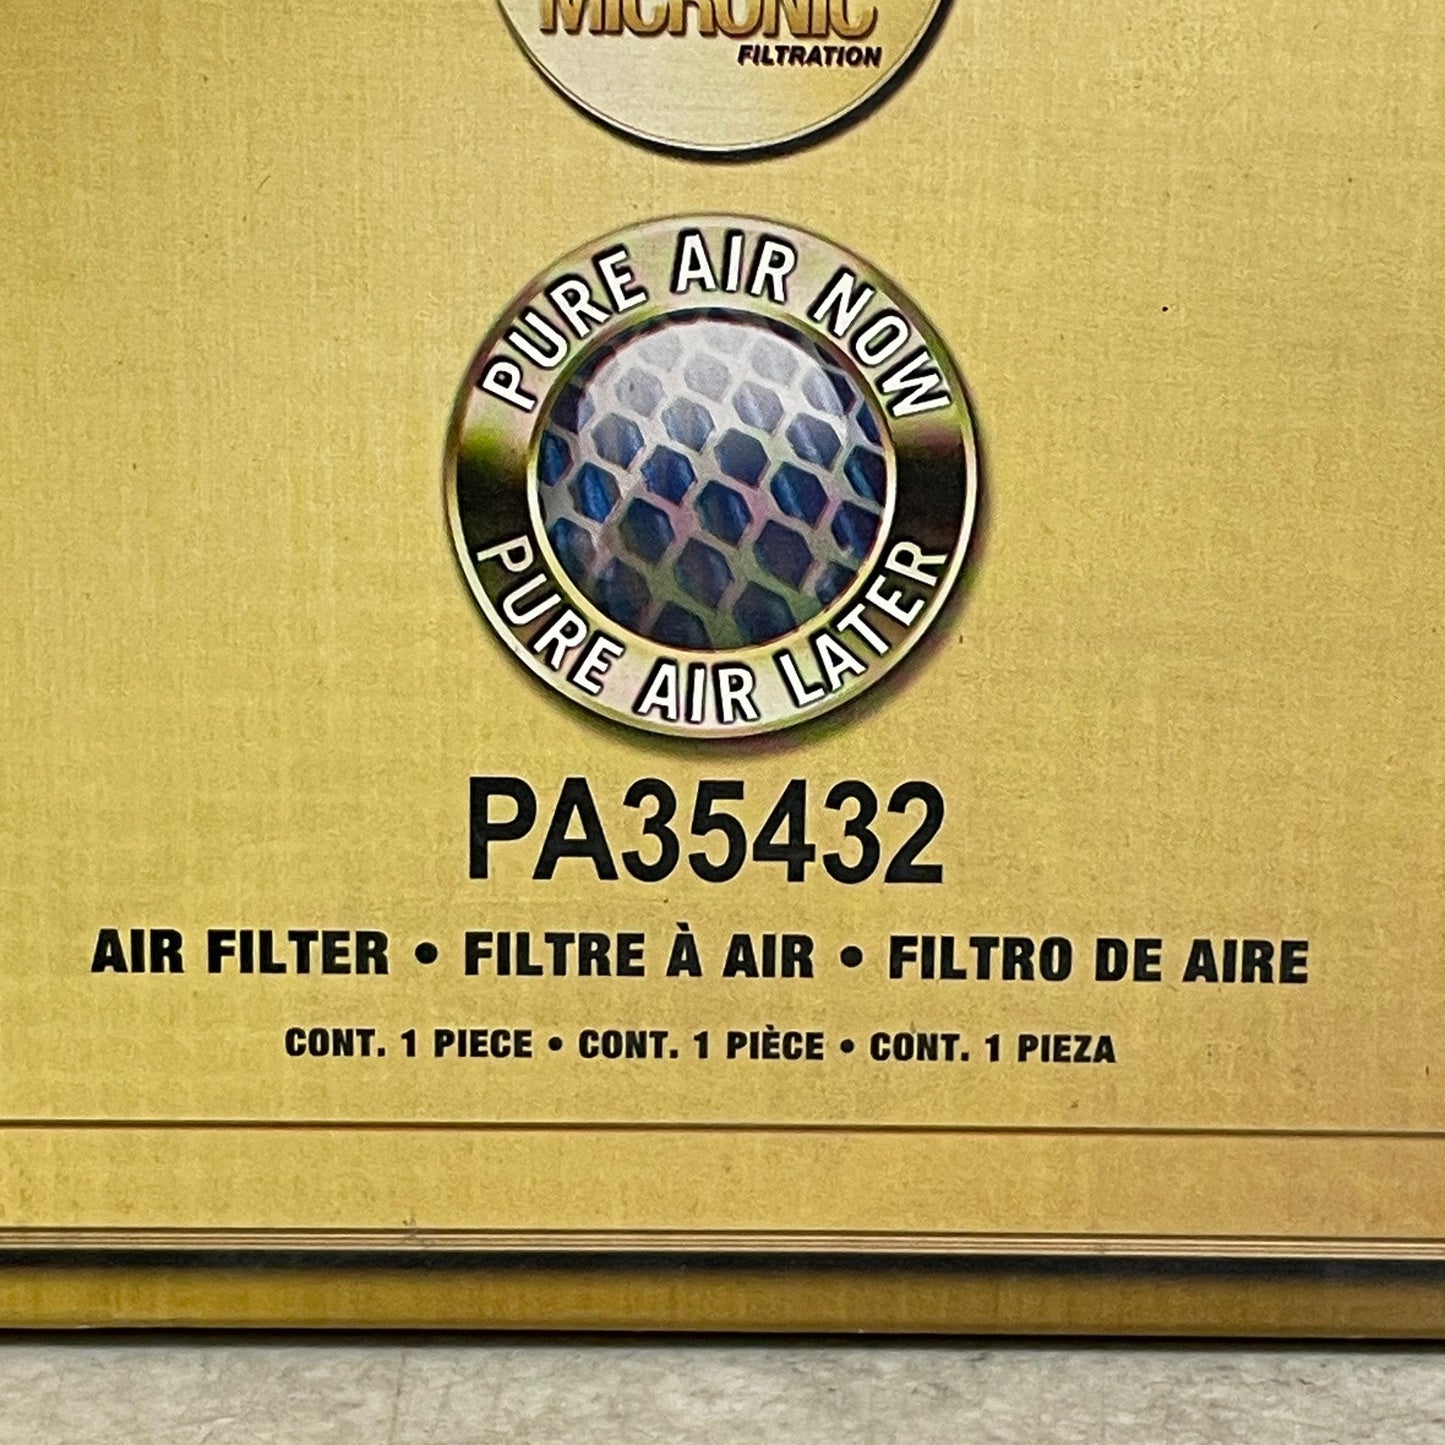 MICRONIC
FILTRATION
PURE AIR NOW
PURE AIR LATER
PA35432
AIR FILTER • FILTRE À AIR • FILTRO DE AIRE
CONT. 1 PIECE • CONT. 1 PIÈCE • CONT. 1 PIEZA